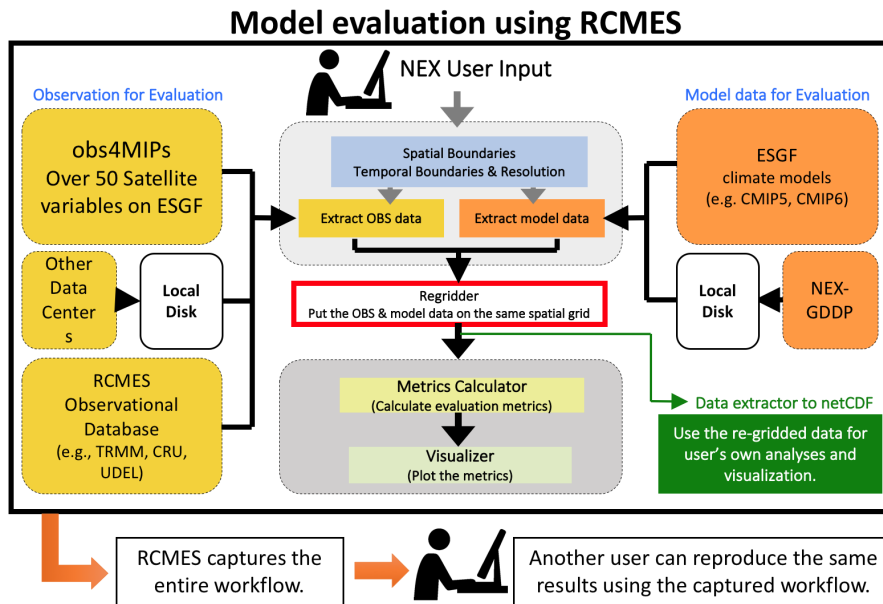 Model evaluation using RCMES
NEX User Input
Observation for Evaluation
Model data for Evaluation
obs4MIPs
Over 50 Satellite
variables on ESGF
Other
Data
Center
s
Local
Disk
RCMES
Observational
Database
(e.g., TRMM, CRU,
UDEL)
Spatial Boundaries
Temporal Boundaries & Resolution
Extract OBS data
Extract model data
ESGF
climate models
(e.g. CMIP5, CMIP6)
Local
Disk
NEX-
GDDP
Regridder
Put the OBS & model data on the same spatial grid
Metrics Calculator
(Calculate evaluation metrics)
Visualizer
(Plot the metrics)
Data extractor to netCDF
Use the re-gridded data for
user’s own analyses and
visualization.
RCMES captures the
entire workflow.
Another user can reproduce the same
results using the captured workflow.